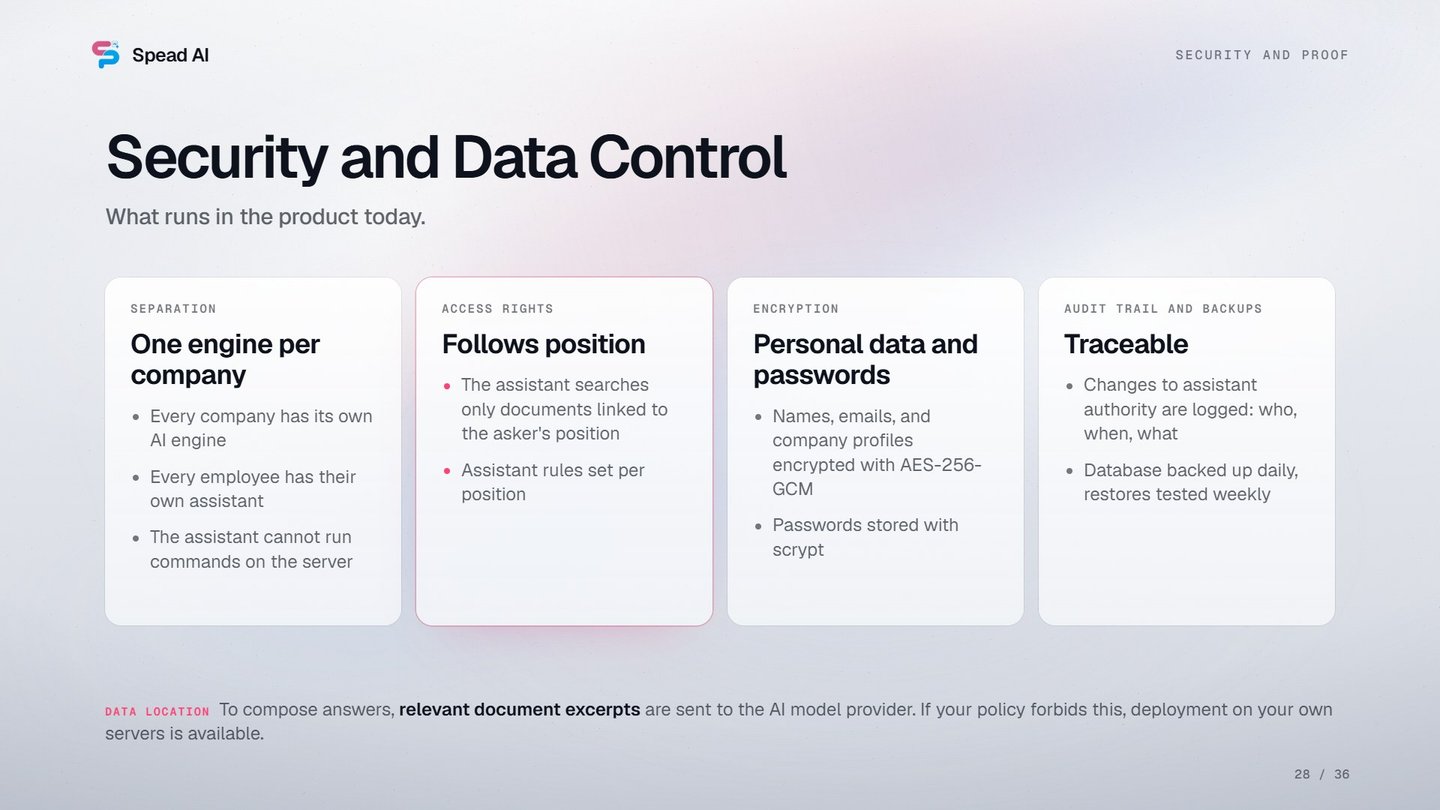 Spead AI
SECURITY AND PROOF
Security and Data Control
What runs in the product today.
SEPARATION
One engine per
company
• Every company has its own
AI engine
• Every employee has their
own assistant
• The assistant cannot run
commands on the server
ACCESS RIGHTS
Follows position
• The assistant searches
only documents linked to
the asker's position
• Assistant rules set per
position
ENCRYPTION
Personal data and
passwords
• Names, emails, and
company profiles
encrypted with AES-256-
GCM
• Passwords stored with
scrypt
AUDIT TRAIL AND BACKUPS
Traceable
• Changes to assistant
authority are logged: who,
when, what
• Database backed up daily,
restores tested weekly
DATA LOCATION To compose answers, relevant document excerpts are sent to the AI model provider. If your policy forbids this, deployment on your own
servers is available.
28 / 36